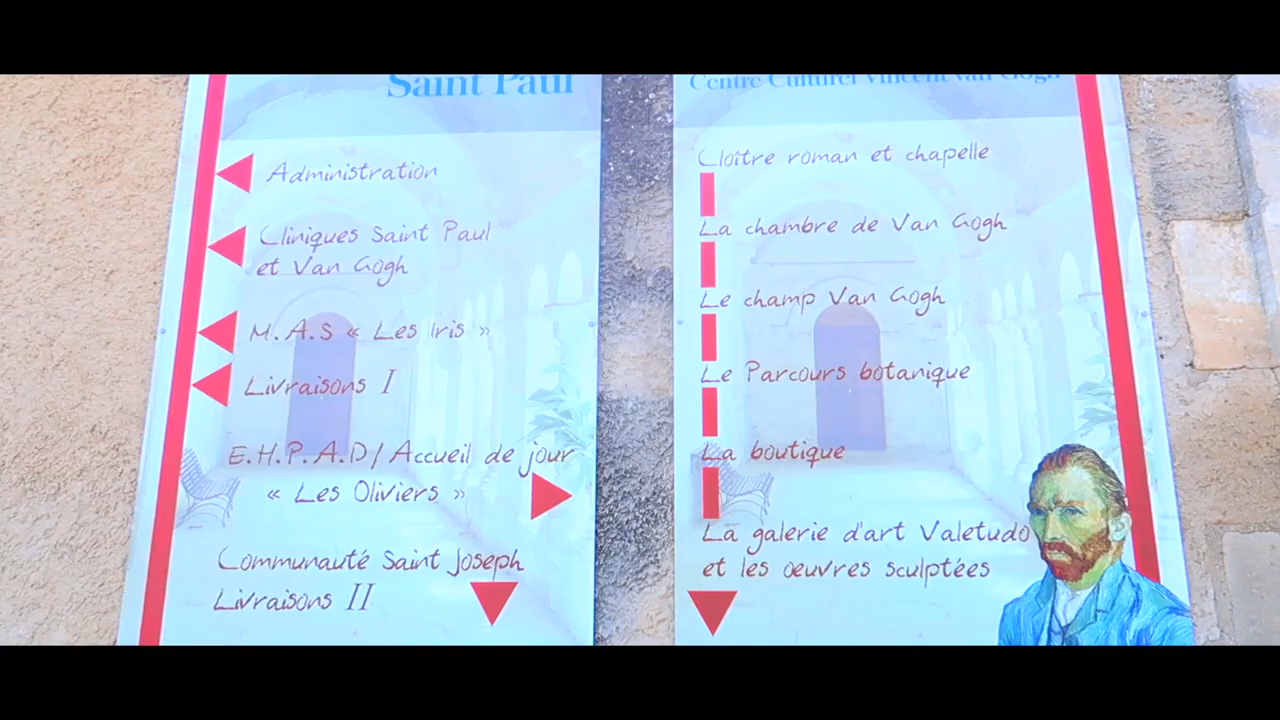 Saint Paul
Administration
Cliniques Saint Paul
et Van Gogh
M.A.S « Les Iris »
Livraisons I
E.H.P.A.D/ Accueil de jour
« Les Oliviers »
Communauté Saint Joseph
Livraisons II
Centre Culturel Vincent van Gogh
Cloître roman et chapelle
La chambre de Van Gogh
Le champ Van Gogh
Le Parcours botanique
La boutique
La galerie d'art Valetudo
et les œuvres sculptées